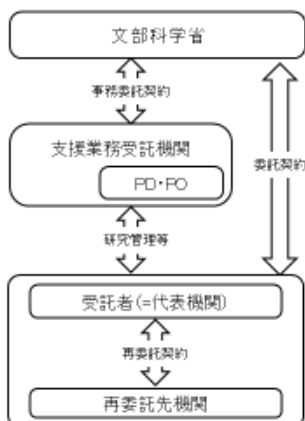 文部科学省
事務委託契約
支援業務受託機関
PD・PO
委託契約
研究管理等
受託者(=代表機関)
再委託契約
再委託先機関